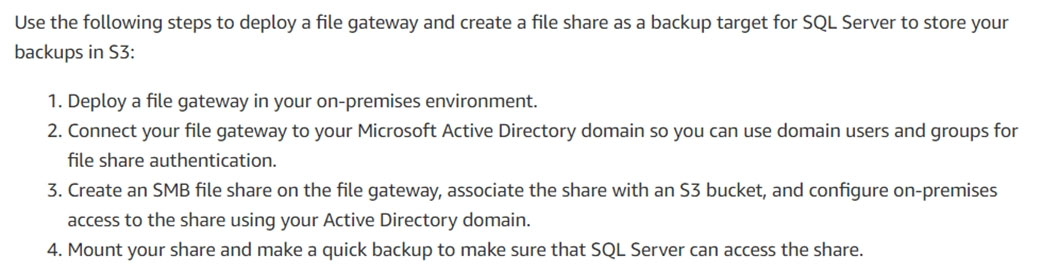 Use the following steps to deploy a file gateway and create a file share as a backup target for SQL Server to store your
backups in S3:
1. Deploy a file gateway in your on-premises environment.
2. Connect your file gateway to your Microsoft Active Directory domain so you can use domain users and groups for
file share authentication.
3. Create an SMB file share on the file gateway, associate the share with an S3 bucket, and configure on-premises
access to the share using your Active Directory domain.
4. Mount your share and make a quick backup to make sure that SQL Server can access the share.